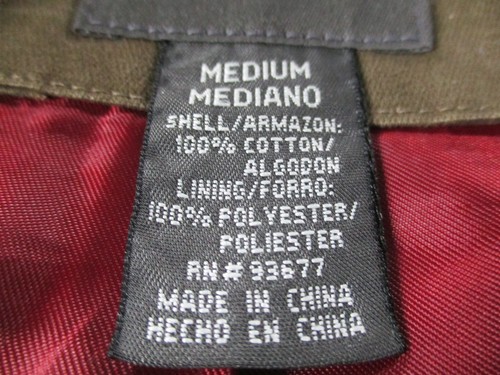 MEDIUM
MEDIANO
SHELL/ARMAZON:
100% COTTON/
ALGODON
LINING/FORRO:
100% POLYESTER/
POLIESTER
RN# 93677
MADE IN CHINA
HECHO EN CHINA